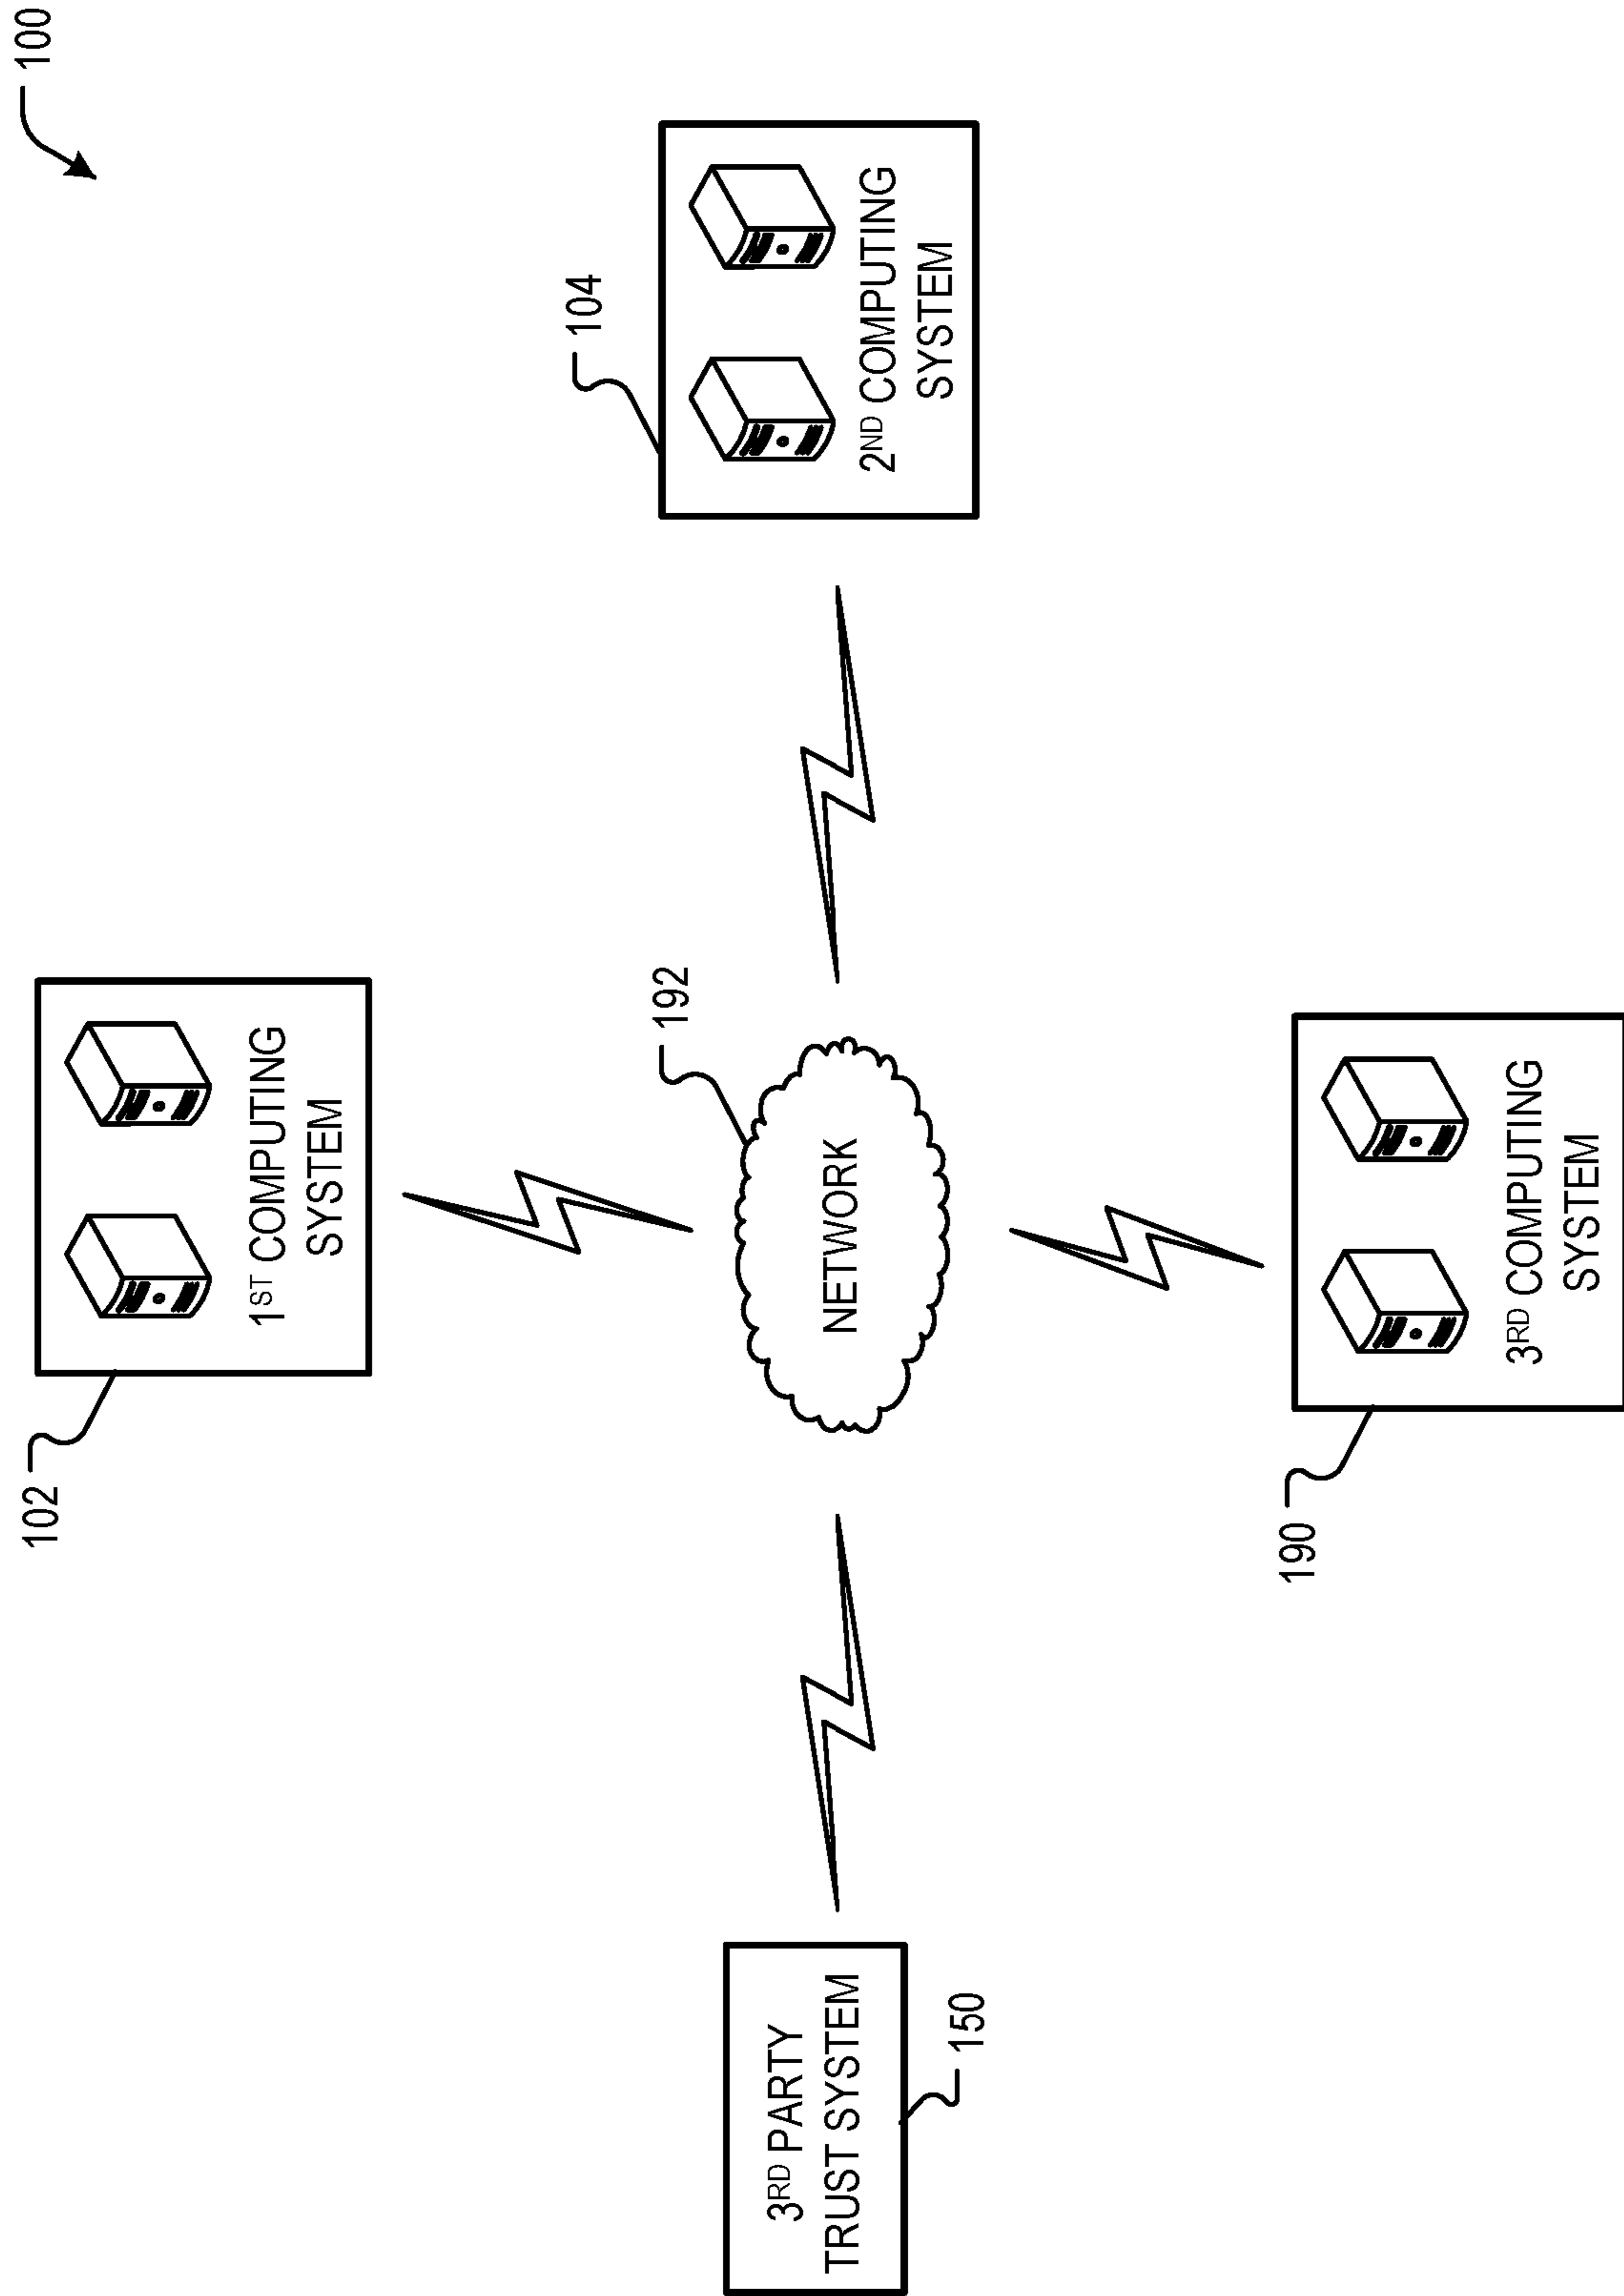 100
102
1ST COMPUTING
SYSTEM
104
2ND COMPUTING
SYSTEM
192
NETWORK
3RD PARTY
TRUST SYSTEM
150
190
3RD COMPUTING
SYSTEM